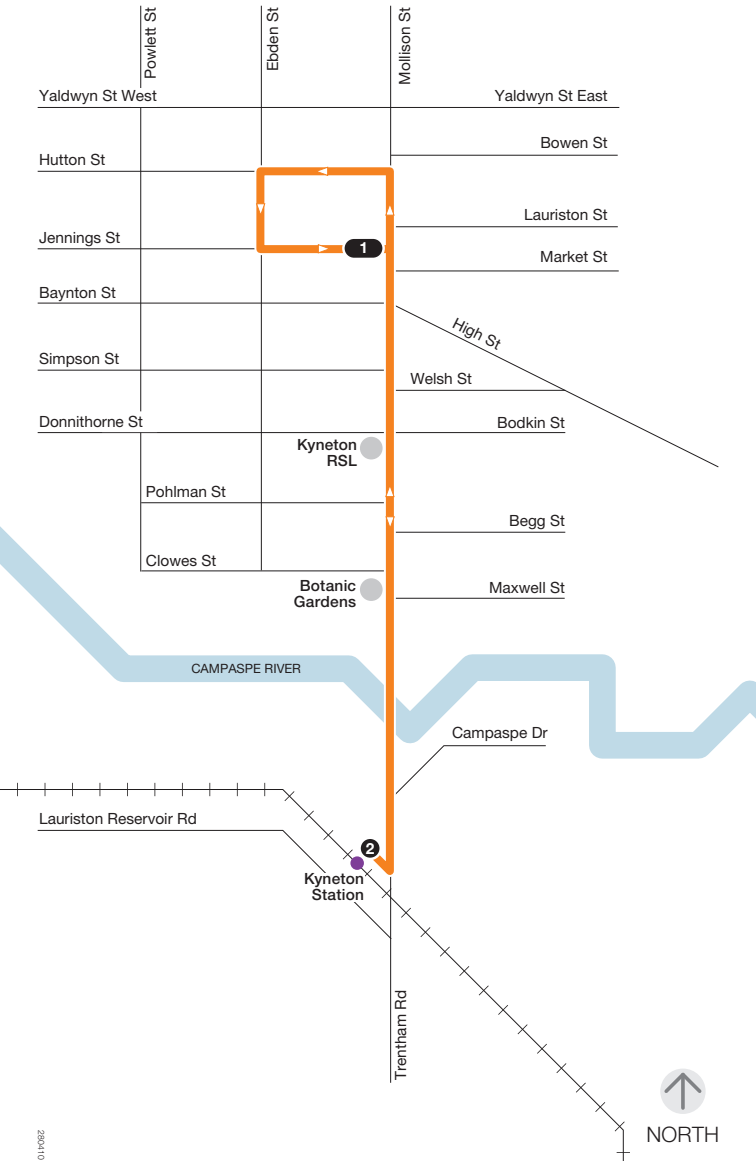 Powlett St
Ebden St
Mollison St
Yaldwyn St West
Yaldwyn St East
Bowen St
Hutton St
Lauriston St
Jennings St
1
Market St
Baynton St
High St
Simpson St
Welsh St
Donnithorne St
Bodkin St
Kyneton
RSL
Pohlman St
Begg St
Clowes St
Botanic
Gardens
Maxwell St
CAMPASPE RIVER
Campaspe Dr
Lauriston Reservoir Rd
2
Kyneton
Station
Trentham Rd
NORTH
280410